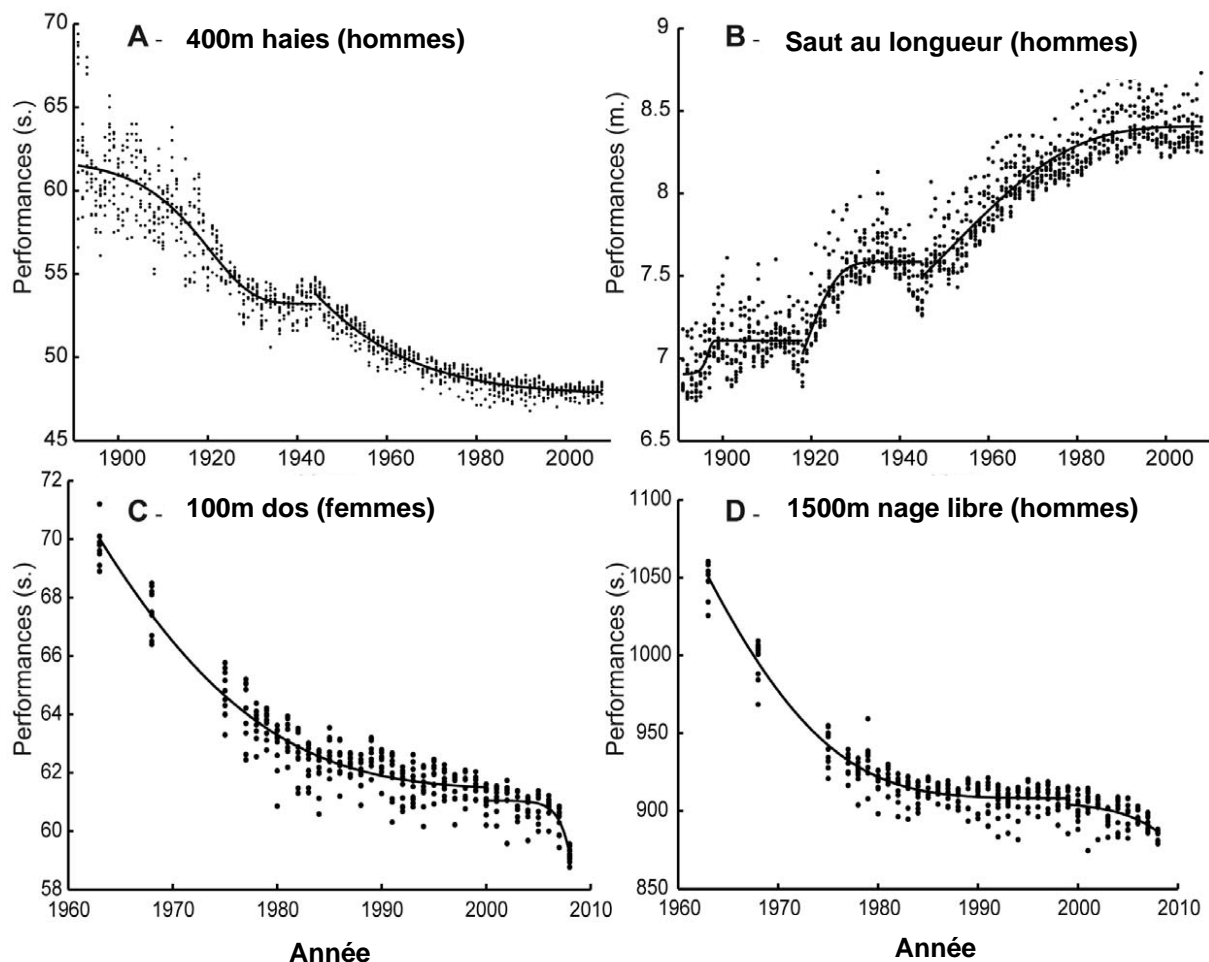 A - 400m haies (hommes)
Performances (s.)
70
65
60
55
50
45
1900 1920 1940 1960 1980 2000
B - Saut au longueur (hommes)
Performances (m.)
9
8.5
8
7.5
7
6.5
1900 1920 1940 1960 1980 2000
C - 100m dos (femmes)
Performances (s.)
72
70
68
66
64
62
60
58
1960 1970 1980 1990 2000 2010
Année
D - 1500m nage libre (hommes)
Performances (s.)
1100
1050
1000
950
900
850
1960 1970 1980 1990 2000 2010
Année